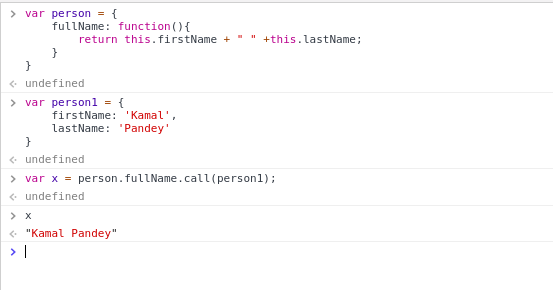 var person = {
    fullName: function(){
        return this.firstName + " " +this.lastName;
    }
}
undefined
var person1 = {
    firstName: 'Kamal',
    lastName: 'Pandey'
}
undefined
var x = person.fullName.call(person1);
undefined
x
"Kamal Pandey"